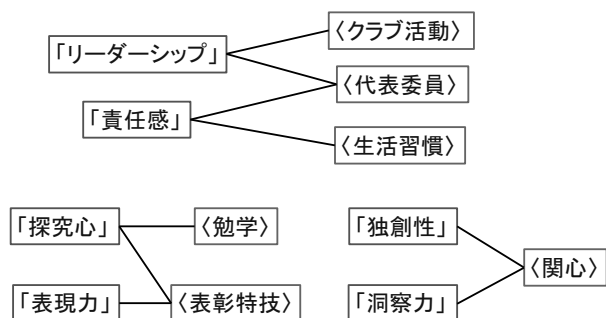 〈クラブ活動〉
「リーダーシップ」
〈代表委員〉
「責任感」
〈生活習慣〉
「探究心」
〈勉学〉
「独創性」
〈関心〉
「表現力」
〈表彰特技〉
「洞察力」